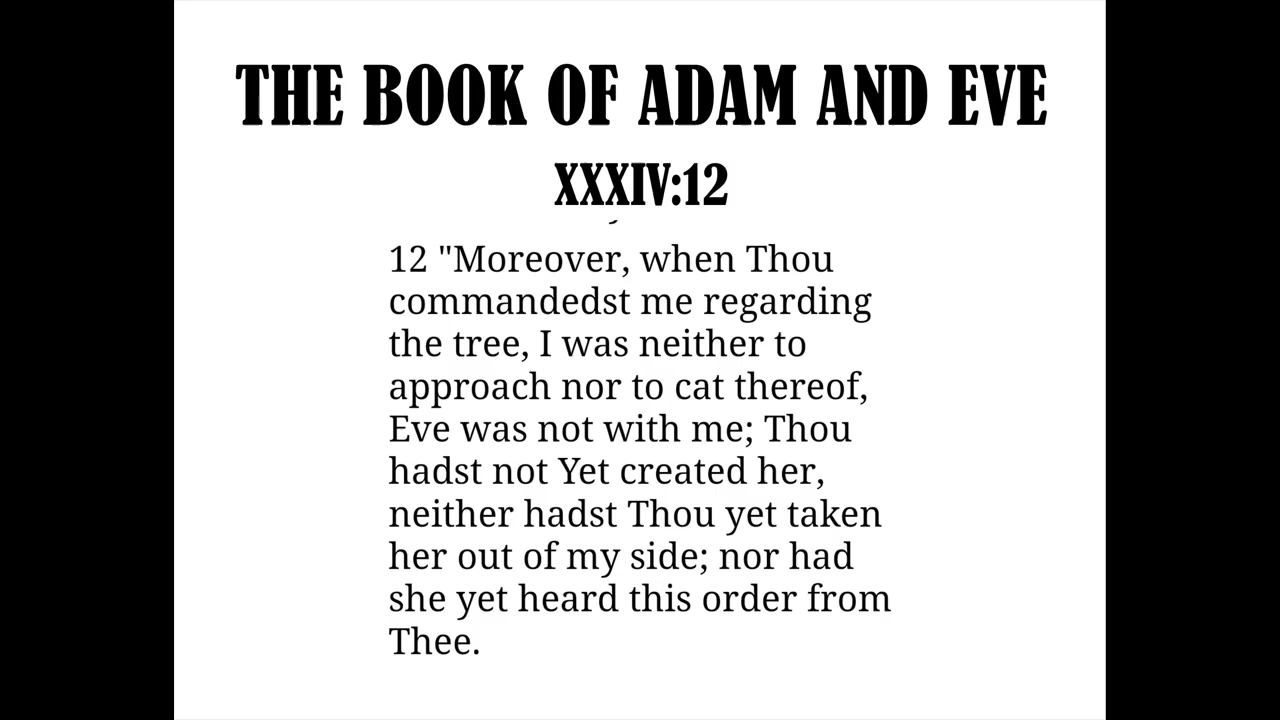 THE BOOK OF ADAM AND EVE
XXXIV:12
12 "Moreover, when Thou
commandedst me regarding
the tree, I was neither to
approach nor to cat thereof,
Eve was not with me; Thou
hadst not Yet created her,
neither hadst Thou yet taken
her out of my side; nor had
she yet heard this order from
Thee.